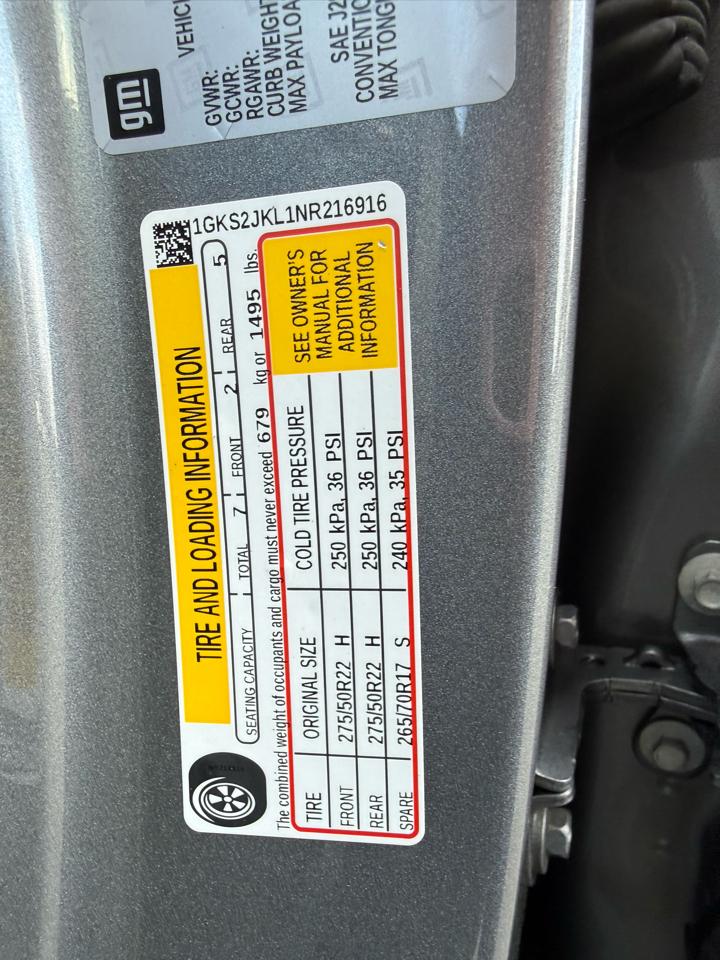 gm
VEHIC
GVWR:
GCWR:
RGAWR:
CURB WEIGHT
MAX PAYLOA
SAE J2
CONVENTIO
MAX TONG
1GKS2JKL1NR216916
TIRE AND LOADING INFORMATION
SEATING CAPACITY TOTAL 7 FRONT 2 REAR 5
The combined weight of occupants and cargo must never exceed 679 kg or 1495 lbs.
TIRE ORIGINAL SIZE COLD TIRE PRESSURE
FRONT 275/50R22 H 250 kPa, 36 PSI
REAR 275/50R22 H 250 kPa, 36 PSI
SPARE 265/70R17 S 240 kPa, 35 PSI
SEE OWNER'S
MANUAL FOR
ADDITIONAL
INFORMATION